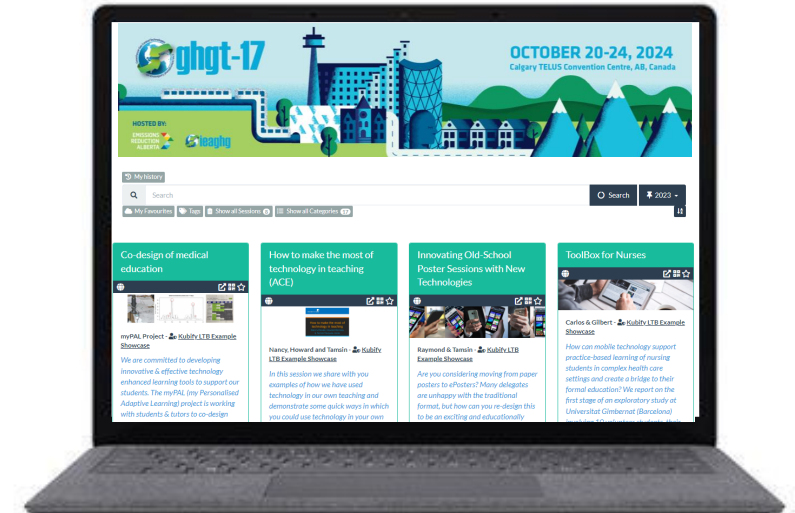 ghgt-17
OCTOBER 20-24, 2024
Calgary TELUS Convention Centre, AB, Canada
HOSTED BY:
EMISSIONS
REDUCTION
ALBERTA
ieaghg
My history
Search
Search
2023
My Favourites
Tags
Show all Sessions
Show all Categories 17
Co-design of medical
education
myPAL Project - Kubify LTB Example
Showcase
We are committed to developing
innovative & effective technology
enhanced learning tools to support our
students. The myPAL (my Personalised
Adaptive Learning) project is working
with students & tutors to co-design
How to make the most of
technology in teaching
(ACE)
Nancy, Howard and Tamsin - Kubify
LTB Example Showcase
In this session we share with you
examples of how we have used
technology in our own teaching and
demonstrate some quick ways in which
you could use technology in your own
Innovating Old-School
Poster Sessions with New
Technologies
Raymond & Tamsin - Kubify LTB
Example Showcase
Are you considering moving from paper
posters to ePosters? Many delegates
are unhappy with the traditional
format, but how can you re-design this
to be an exciting and educationally
ToolBox for Nurses
Carlos & Gilbert - Kubify LTB Example
Showcase
How can mobile technology support
practice-based learning of nursing
students in complex health care
settings and create a bridge to their
formal education? We report on the
first stage of an exploratory study at
Universitat Gimbernat (Barcelona)